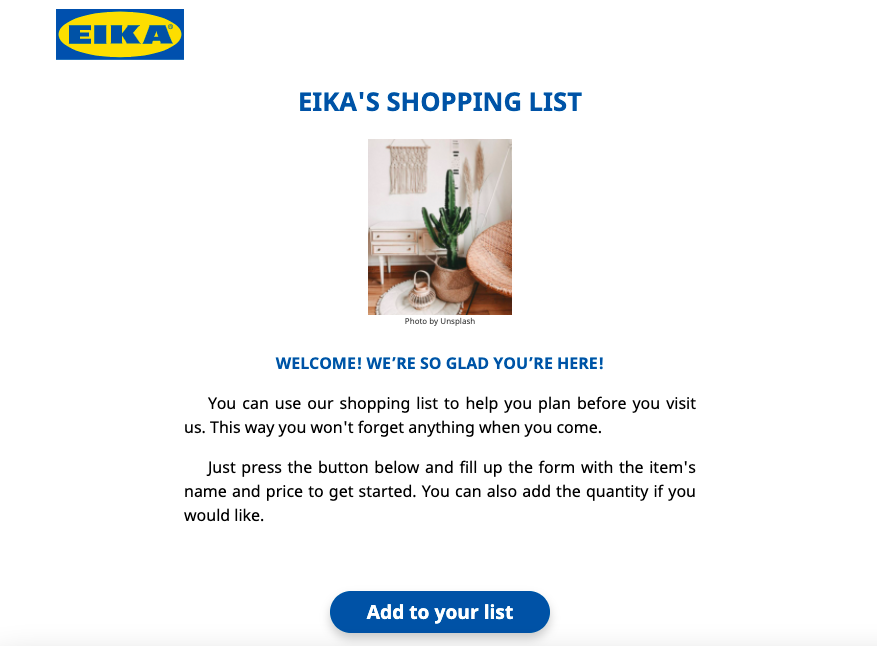 EIKA®
EIKA'S SHOPPING LIST
Photo by Unsplash
WELCOME! WE’RE SO GLAD YOU’RE HERE!
You can use our shopping list to help you plan before you visit
us. This way you won't forget anything when you come.
Just press the button below and fill up the form with the item's
name and price to get started. You can also add the quantity if you
would like.
Add to your list